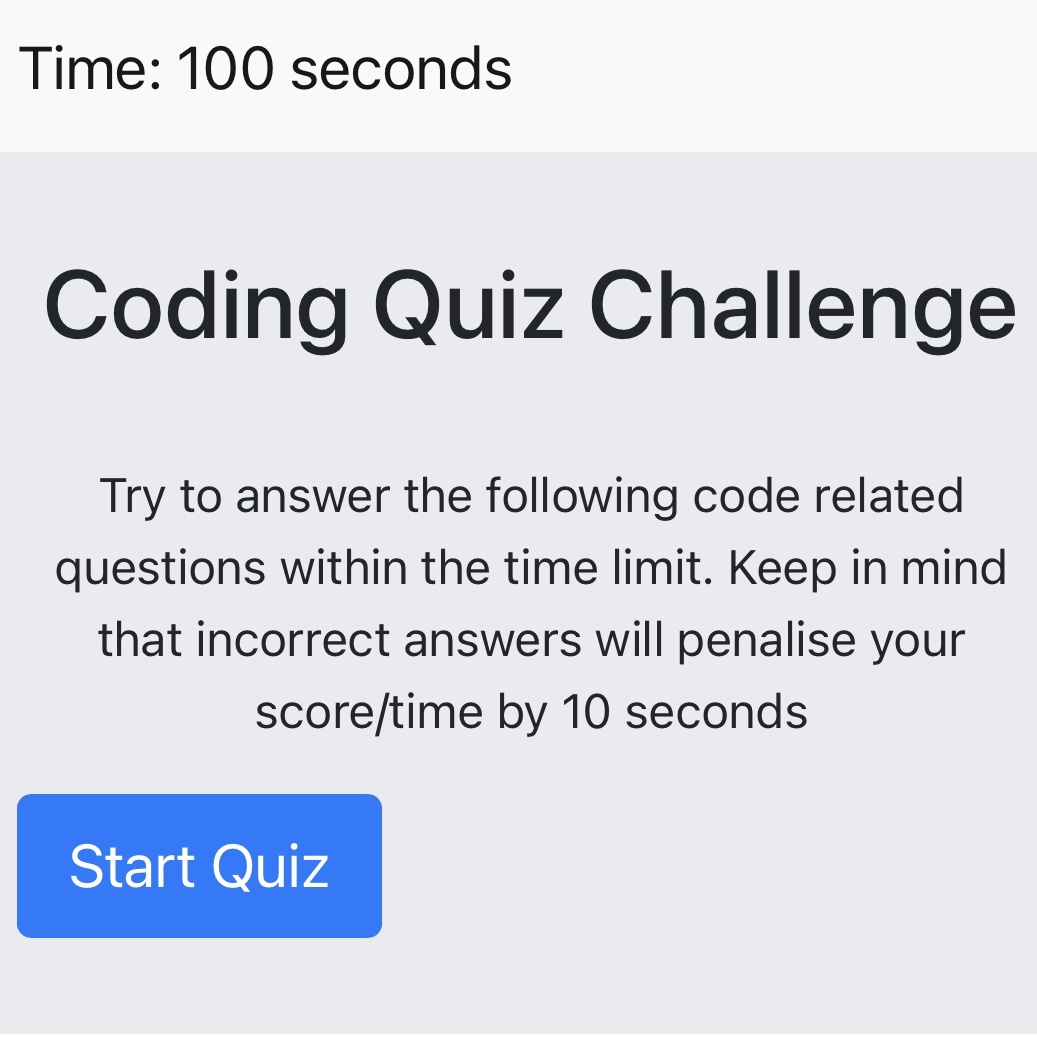 Time: 100 seconds
Coding Quiz Challenge
Try to answer the following code related
questions within the time limit. Keep in mind
that incorrect answers will penalise your
score/time by 10 seconds
Start Quiz